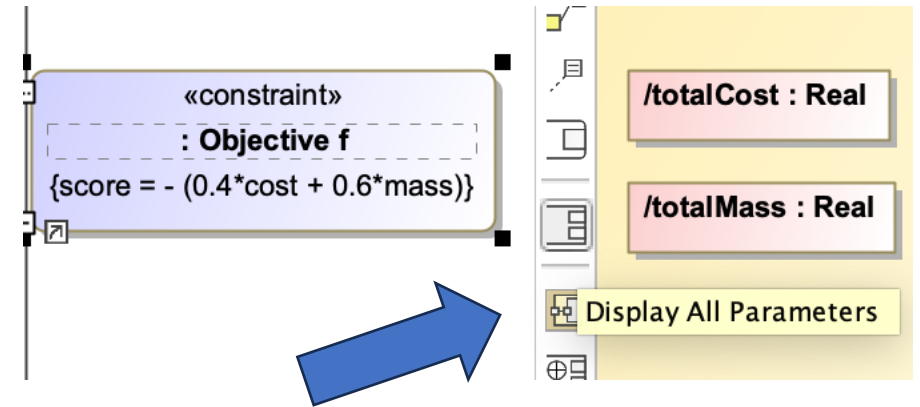 «constraint»
: Objective f
{score = - (0.4*cost + 0.6*mass)}
/totalCost : Real
/totalMass : Real
Display All Parameters